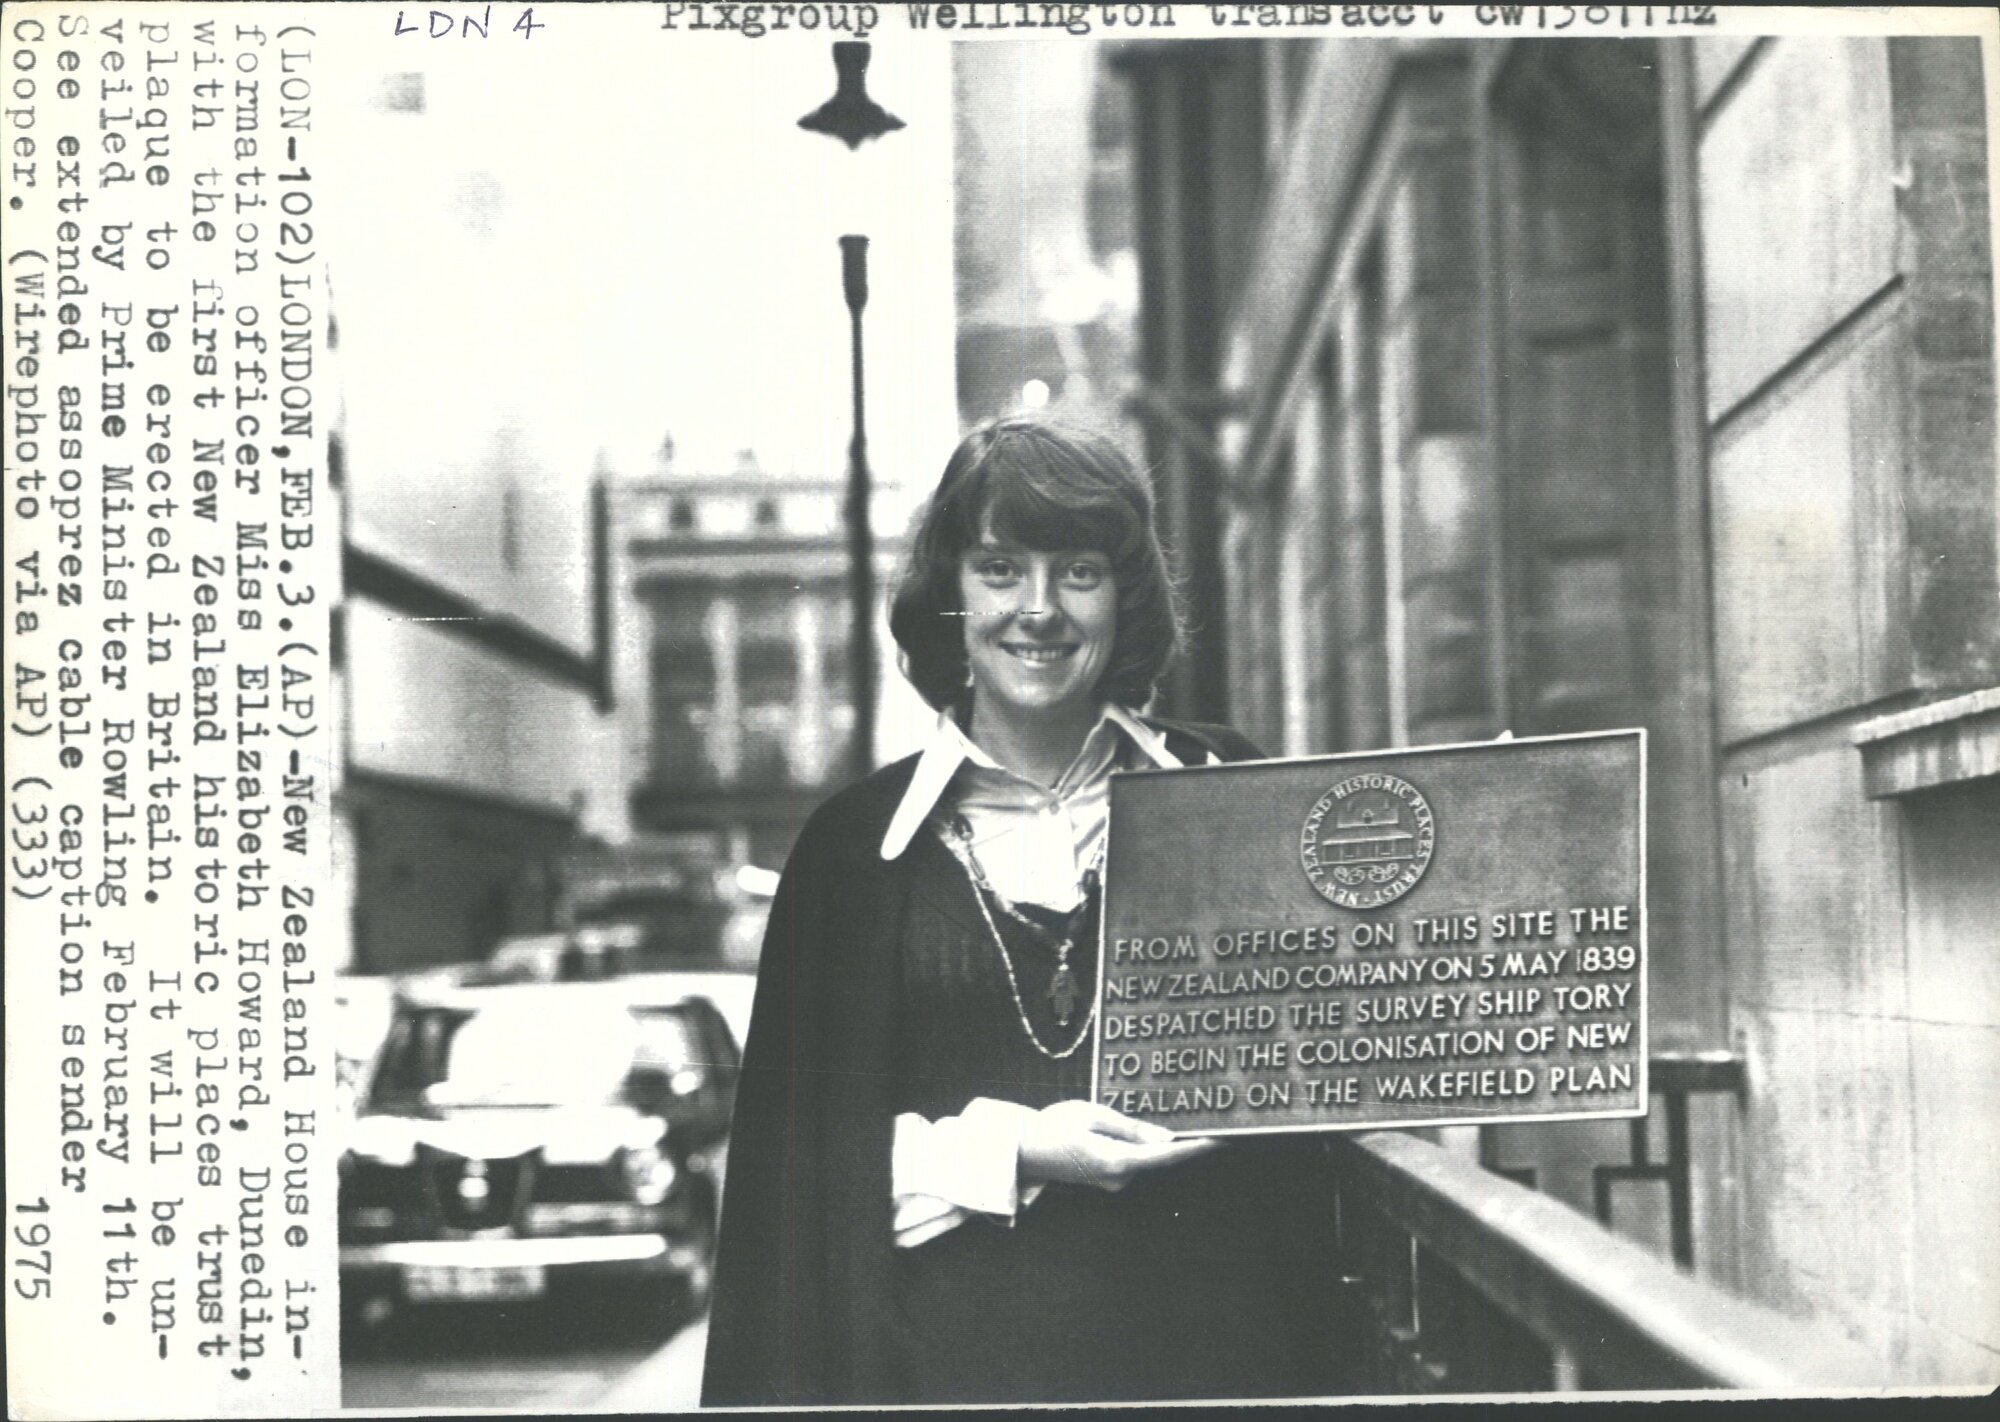 LDN 4
Pixgroup Wellington transacct
(LON-102)LONDON,FEB.3.(AP)-New Zealand House in-
formation officer Miss Elizabeth Howard, Dunedin,
with the first New Zealand historic places trust
plaque to be erected in Britain. It will be un-
veiled by Prime Minister Rowling February 11th.
See extended assoprez cable caption sender
Cooper. (Wirephoto via AP) (333) 1975
NEW ZEALAND HISTORIC PLACES TRUST
FROM OFFICES ON THIS SITE THE
NEW ZEALAND COMPANY ON 5 MAY 1839
DESPATCHED THE SURVEY SHIP TORY
TO BEGIN THE COLONISATION OF NEW
ZEALAND ON THE WAKEFIELD PLAN